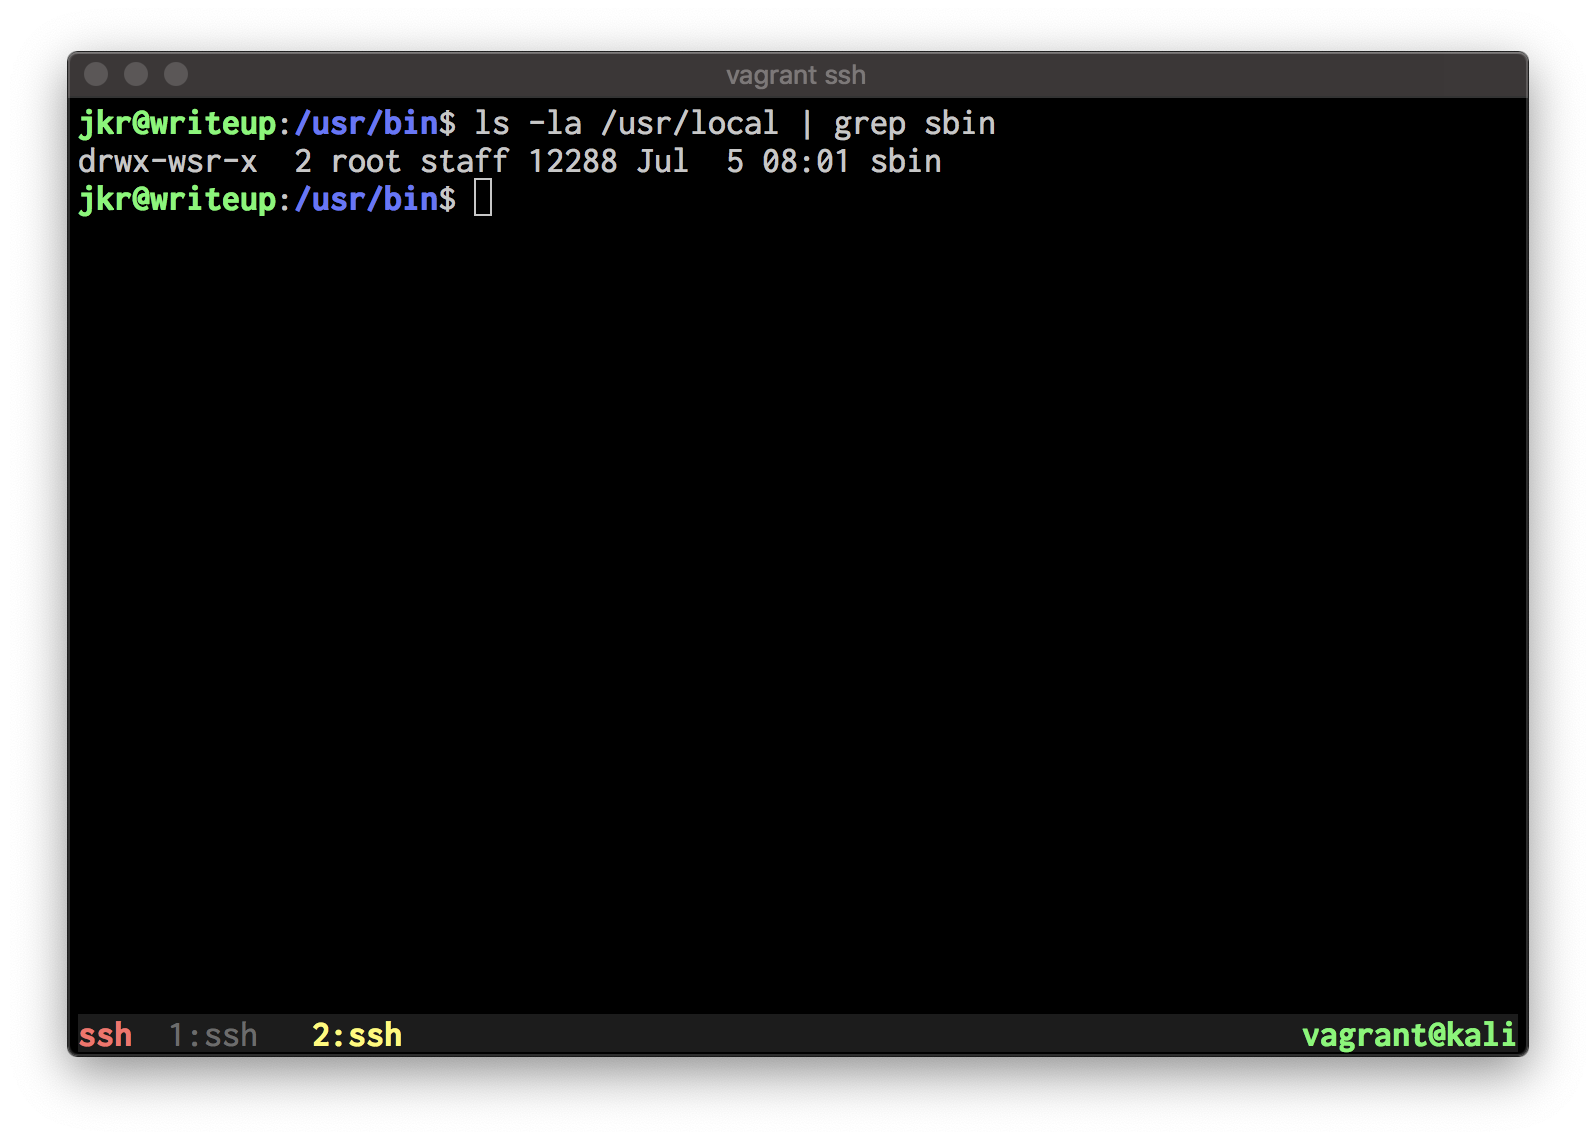 vagrant ssh
jkr@writeup:/usr/bin$ ls -la /usr/local | grep sbin
drwx-wsr-x  2 root staff 12288 Jul  5 08:01 sbin
jkr@writeup:/usr/bin$
ssh  1:ssh   2:ssh vagrant@kali